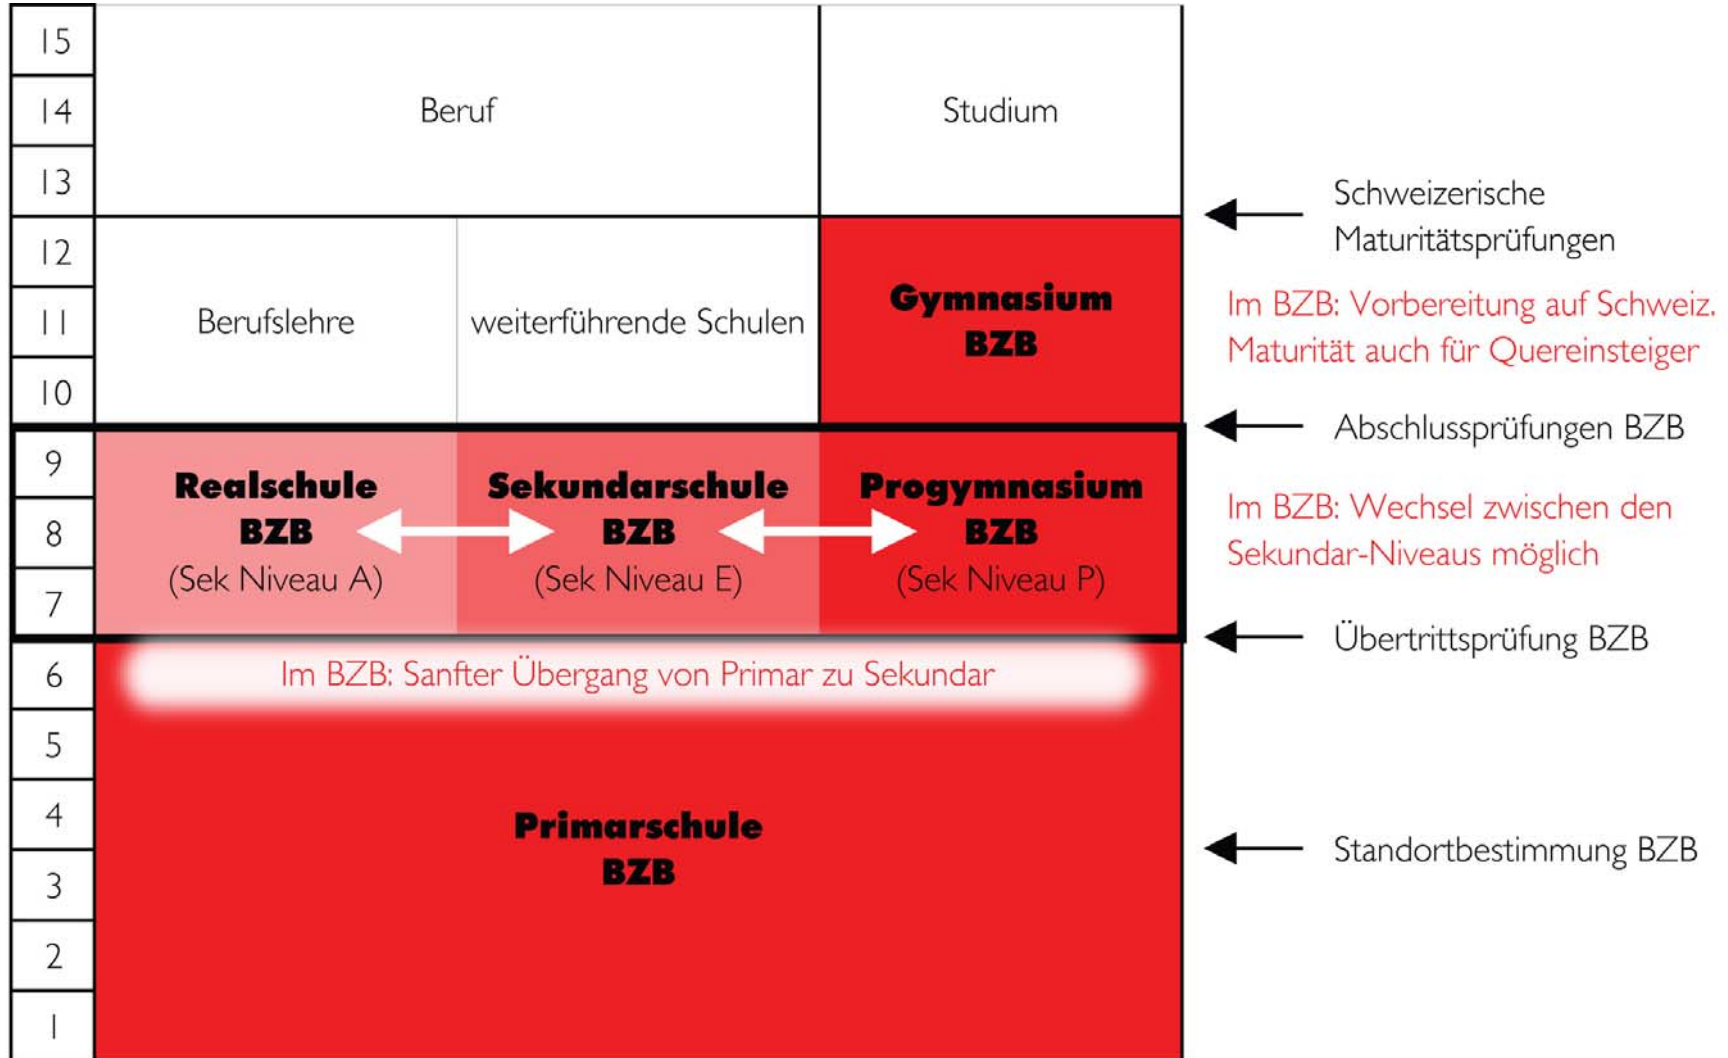 15
14
Beruf
Studium
13
Schweizerische
Maturitätsprüfungen
12
11
Berufslehre
weiterführende Schulen
Gymnasium
BZB
Im BZB: Vorbereitung auf Schweiz.
Maturität auch für Quereinsteiger
10
Abschlussprüfungen BZB
9
8
7
Realschule
BZB
(Sek Niveau A)
Sekundarschule
BZB
(Sek Niveau E)
Progymnasium
BZB
(Sek Niveau P)
Im BZB: Wechsel zwischen den
Sekundar-Niveaus möglich
Übertrittsprüfung BZB
6
Im BZB: Sanfter Übergang von Primar zu Sekundar
5
4
3
Primarschule
BZB
Standortbestimmung BZB
2
1